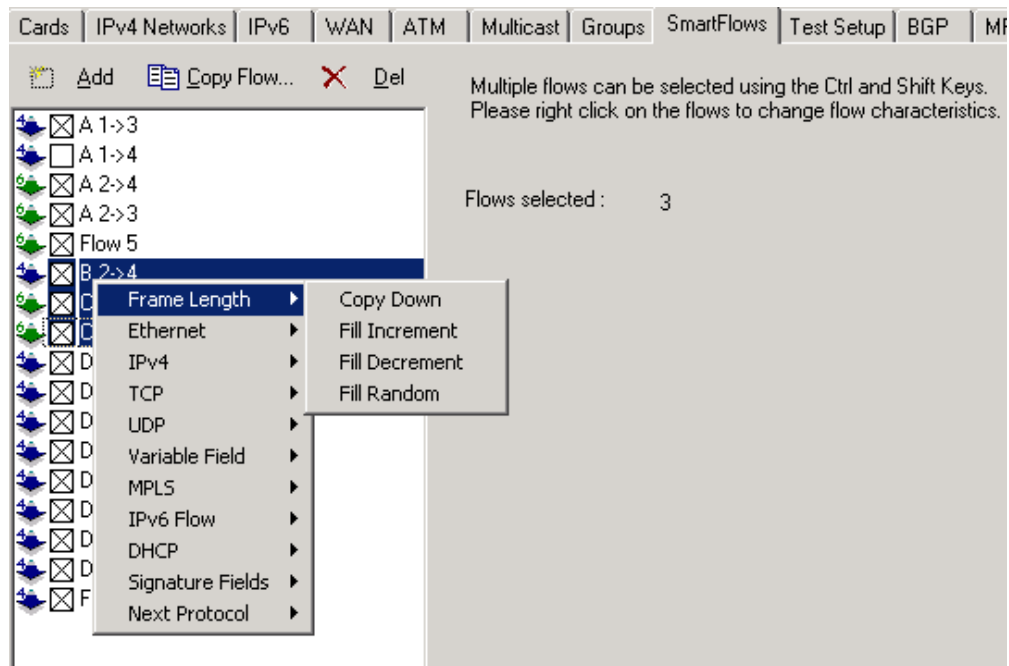 Cards IPv4 Networks IPv6 WAN ATM Multicast Groups SmartFlows Test Setup BGP
Add Copy Flow... Del
Multiple flows can be selected using the Ctrl and Shift Keys.
Please right click on the flows to change flow characteristics.
A 1->3
A 1->4
A 2->4
A 2->3
Flow 5
B 2->4
Flows selected : 3
C
C
D
D
D
D
D
D
D
D
F
Frame Length
Ethernet
IPv4
TCP
UDP
Variable Field
MPLS
IPv6 Flow
DHCP
Signature Fields
Next Protocol
Copy Down
Fill Increment
Fill Decrement
Fill Random